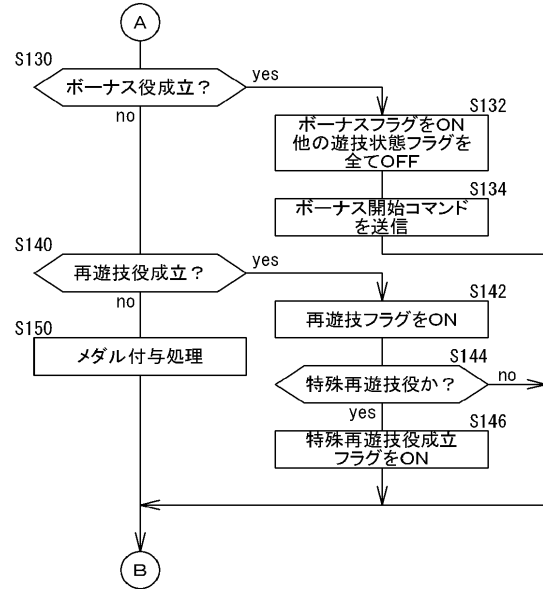 A
S130
ボーナス役成立？
yes
no
S132
ボーナスフラグをON
他の遊技状態フラグを
全てOFF
S134
ボーナス開始コマンド
を送信
S140
再遊技役成立？
yes
no
S142
再遊技フラグをON
S150
メダル付与処理
S144
特殊再遊技役か？
no
yes
S146
特殊再遊技役成立
フラグをON
B